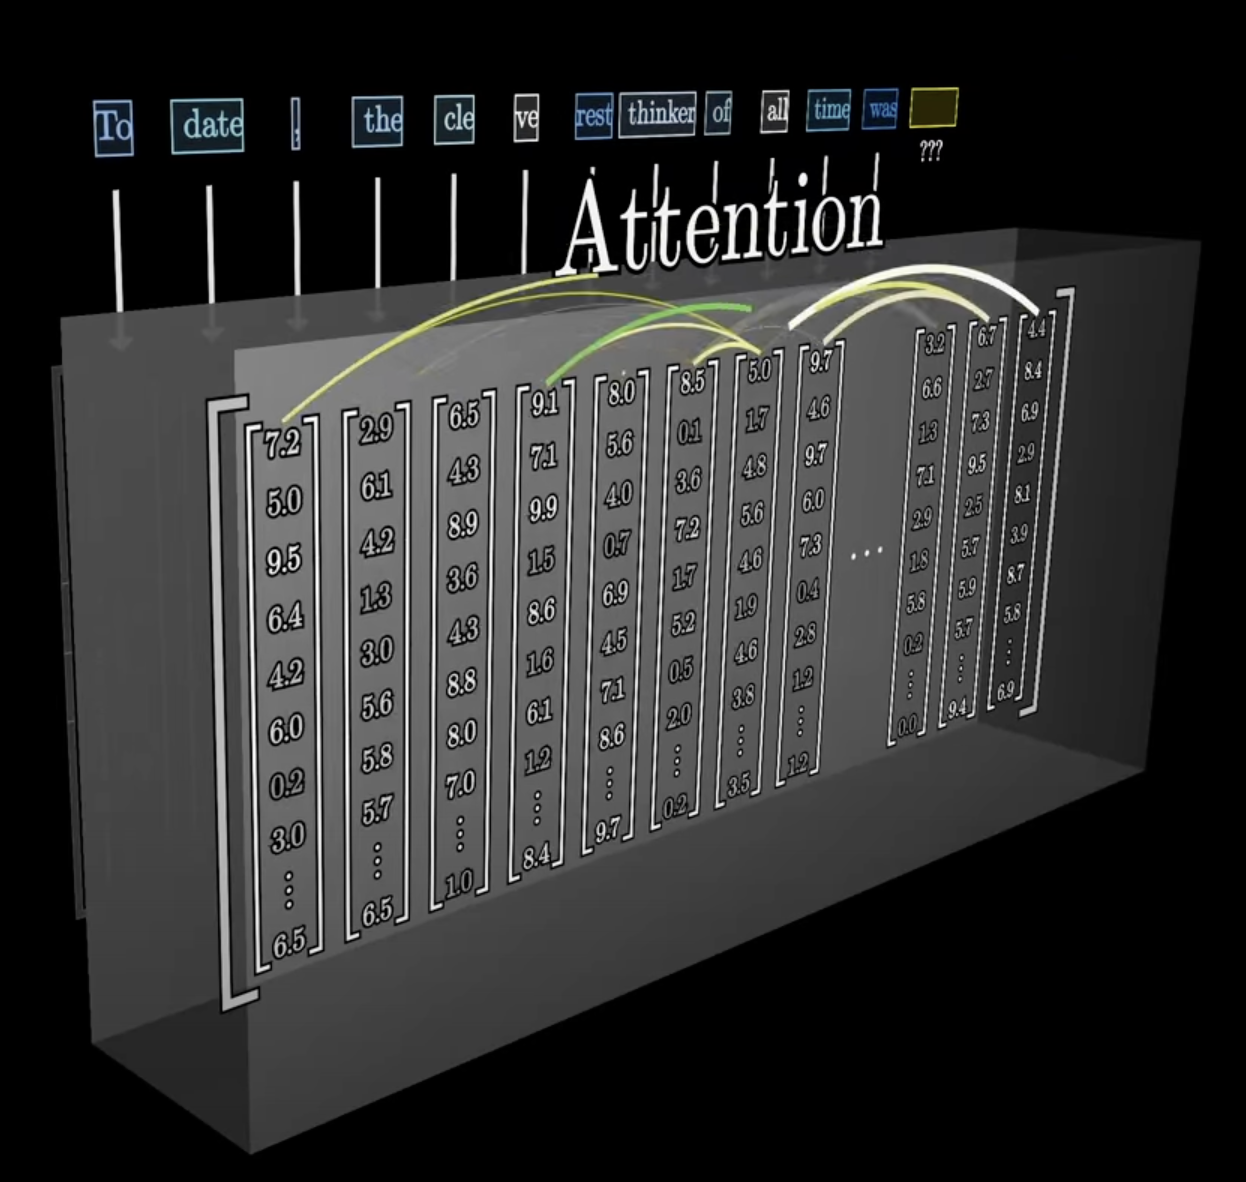 To date , the cle ve rest thinker of all time was
???
Attention
7.2 2.9 6.5 9.1 8.0 8.5 5.0 9.7 3.2 6.7 4.4
5.0 6.1 4.3 7.1 5.6 0.1 1.7 4.6 6.6 2.7 8.4
9.5 4.2 8.9 9.9 4.0 3.6 4.8 9.7 1.3 7.3 6.9
6.4 1.3 3.6 1.5 0.7 7.2 5.6 6.0 7.1 9.5 2.9
4.2 3.0 4.3 8.6 6.9 1.7 4.6 7.3 ... 2.9 2.5 8.1
6.0 5.6 8.8 1.6 4.5 5.2 1.9 0.4 1.8 5.7 3.9
0.2 5.8 8.0 6.1 7.1 0.5 4.6 2.8 5.8 5.9 8.7
3.0 5.7 7.0 1.2 8.6 2.0 3.8 1.2 0.2 5.7 5.8
⋮ ⋮ ⋮ ⋮ ⋮ ⋮ ⋮ ⋮ ⋮ ⋮ ⋮
6.5 6.5 1.0 8.4 9.7 0.2 3.5 1.2 0.0 9.4 6.9